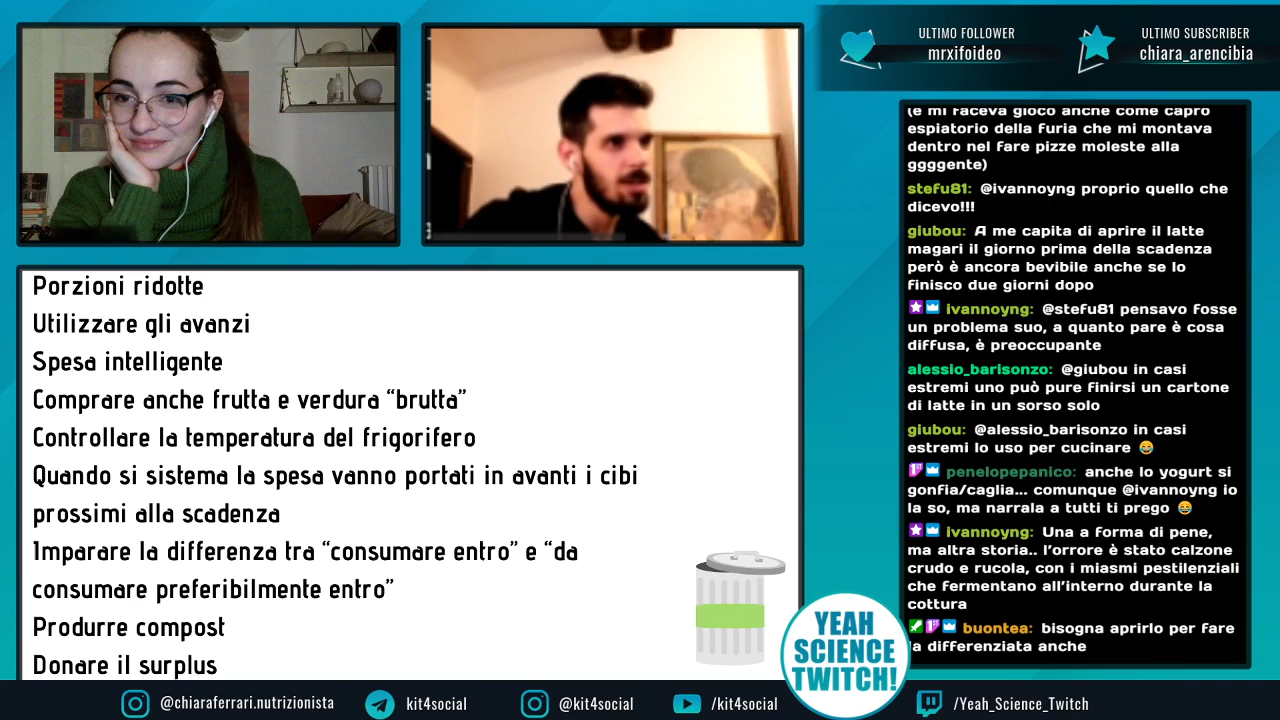 ULTIMO FOLLOWER
mrxifoideo
ULTIMO SUBSCRIBER
chiara_arencibia
Porzioni ridotte
Utilizzare gli avanzi
Spesa intelligente
Comprare anche frutta e verdura “brutta”
Controllare la temperatura del frigorifero
Quando si sistema la spesa vanno portati in avanti i cibi
prossimi alla scadenza
Imparare la differenza tra “consumare entro” e “da
consumare preferibilmente entro”
Produrre compost
Donare il surplus
(e mi faceva gioco anche come capro
espiatorio della furia che mi montava
dentro nel fare pizze moleste alla
ggggente)
stefu81: @ivannoyng proprio quello che
dicevo!!!
giubou: A me capita di aprire il latte
magari il giorno prima della scadenza
però è ancora bevibile anche se lo
finisco due giorni dopo
ivannoyng: @stefu81 pensavo fosse
un problema suo, a quanto pare è cosa
diffusa, è preoccupante
alessio_barisonzo: @giubou in casi
estremi uno può pure finirsi un cartone
di latte in un sorso solo
giubou: @alessio_barisonzo in casi
estremi lo uso per cucinare 😂
penelopepanico: anche lo yogurt si
gonfia/caglia... comunque @ivannoyng io
la so, ma narrala a tutti ti prego 😂
ivannoyng: Una a forma di pene,
ma altra storia.. l’orrore è stato calzone
crudo e rucola, con i miasmi pestilenziali
che fermentano all’interno durante la
cottura
buontea: bisogna aprirlo per fare
la differenziata anche
YEAH
SCIENCE
TWITCH!
@chiaraferrari.nutrizionista
kit4social
@kit4social
/kit4social
/Yeah_Science_Twitch